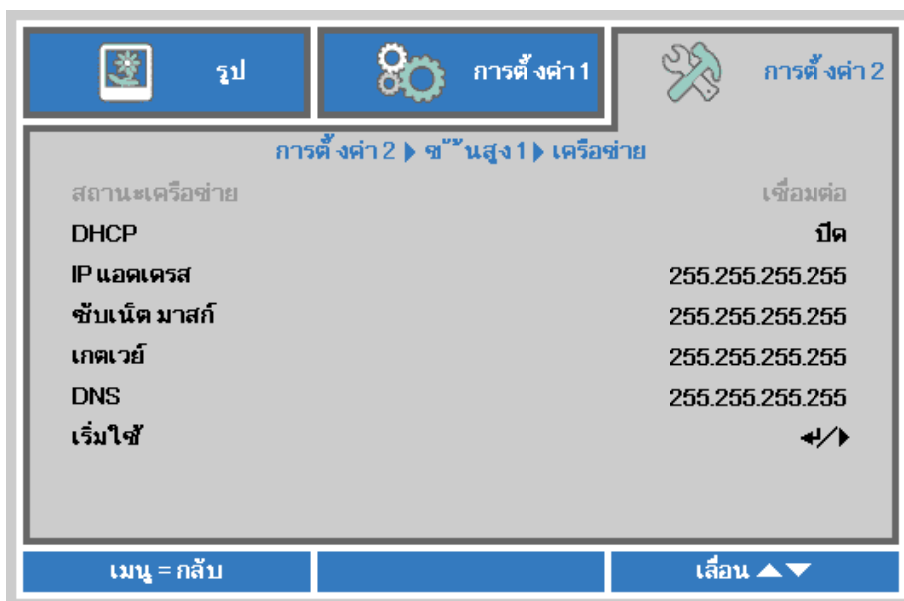 รูป
การตั้งค่า 1
การตั้งค่า 2
การตั้งค่า 2 ▶ ขั้นสูง 1 ▶ เครือข่าย
สถานะเครือข่าย เชื่อมต่อ
DHCP ปิด
IP แอดเดรส 255.255.255.255
ซับเน็ต มาสก์ 255.255.255.255
เกตเวย์ 255.255.255.255
DNS 255.255.255.255
เริ่มใช้ ↵/▶
เมนู = กลับ
เลื่อน ▲▼